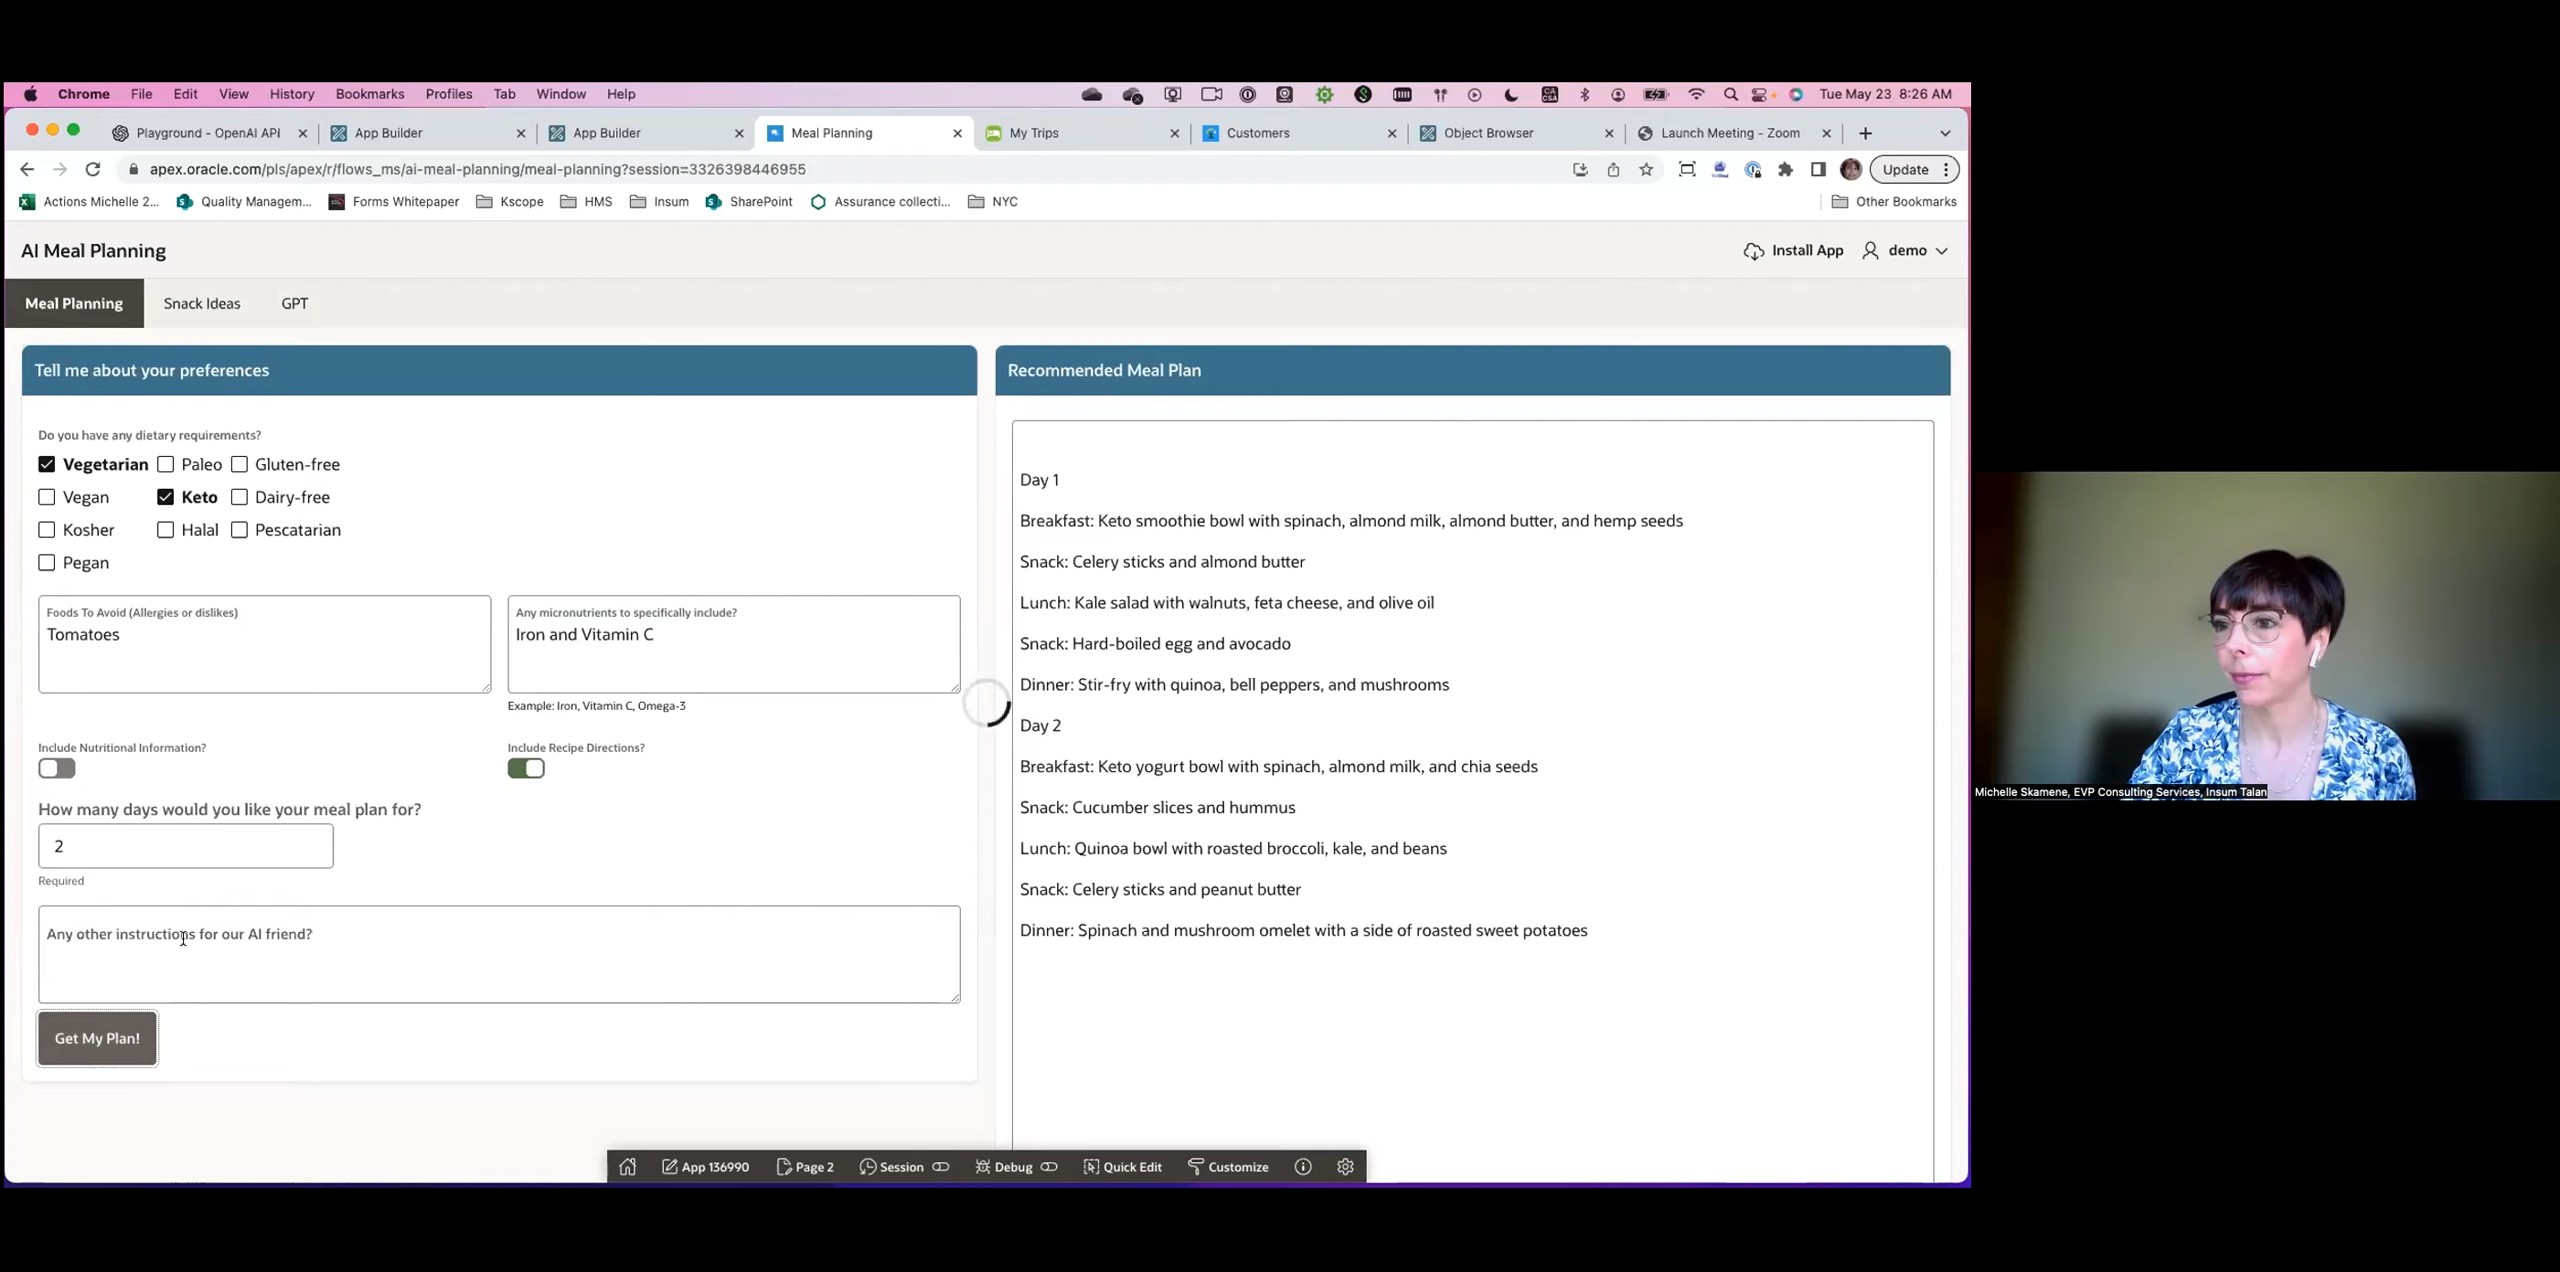 Chrome File Edit View History Bookmarks Profiles Tab Window Help Tue May 23 8:26 AM
Playground - OpenAI API App Builder App Builder Meal Planning My Trips Customers Object Browser Launch Meeting - Zoom
apex.oracle.com/pls/apex/r/flows_ms/ai-meal-planning/meal-planning?session=3326398446955 Update
Actions Michelle 2... Quality Managem... Forms Whitepaper Kscope HMS Insum SharePoint Assurance collecti... NYC Other Bookmarks
AI Meal Planning Install App demo
Meal Planning Snack Ideas GPT
Tell me about your preferences
Do you have any dietary requirements?
Vegetarian Paleo Gluten-free
Vegan Keto Dairy-free
Kosher Halal Pescatarian
Pegan
Foods To Avoid (Allergies or dislikes)
Tomatoes
Any micronutrients to specifically include?
Iron and Vitamin C
Example: Iron, Vitamin C, Omega-3
Include Nutritional Information? Include Recipe Directions?
How many days would you like your meal plan for?
2
Required
Any other instructions for our AI friend?
Get My Plan!
Recommended Meal Plan
Day 1
Breakfast: Keto smoothie bowl with spinach, almond milk, almond butter, and hemp seeds
Snack: Celery sticks and almond butter
Lunch: Kale salad with walnuts, feta cheese, and olive oil
Snack: Hard-boiled egg and avocado
Dinner: Stir-fry with quinoa, bell peppers, and mushrooms
Day 2
Breakfast: Keto yogurt bowl with spinach, almond milk, and chia seeds
Snack: Cucumber slices and hummus
Lunch: Quinoa bowl with roasted broccoli, kale, and beans
Snack: Celery sticks and peanut butter
Dinner: Spinach and mushroom omelet with a side of roasted sweet potatoes
App 136990 Page 2 Session Debug Quick Edit Customize
Michelle Skamene, EVP Consulting Services, Insum Talan